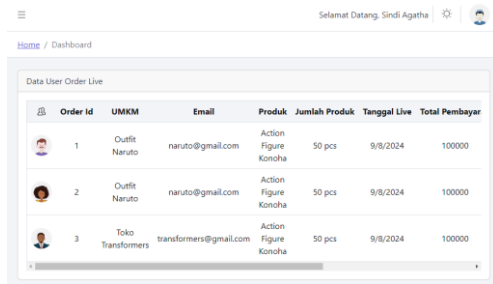 Selamat Datang, Sindi Agatha
Home / Dashboard
Data User Order Live
Order Id UMKM Email Produk Jumlah Produk Tanggal Live Total Pembayar
1 Outfit Naruto naruto@gmail.com Action Figure Konoha 50 pcs 9/8/2024 100000
2 Outfit Naruto naruto@gmail.com Action Figure Konoha 50 pcs 9/8/2024 100000
3 Toko Transformers transformers@gmail.com Action Figure Konoha 50 pcs 9/8/2024 100000